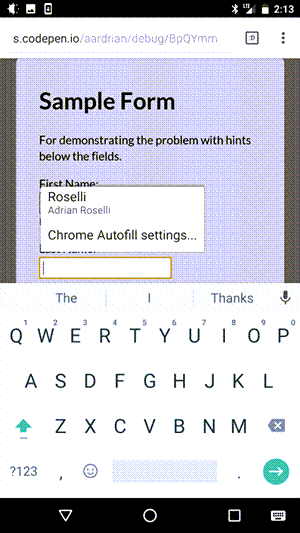 2:13
s.codepen.io/aardrian/debug/BpQYmm
:D
Sample Form
For demonstrating the problem with hints
below the fields.
First Name:
Roselli
Adrian Roselli
Chrome Autofill settings...
Last Name:
The I Thanks
1 2 3 4 5 6 7 8 9 0
Q W E R T Y U I O P
A S D F G H J K L
Z X C V B N M
?123 , .